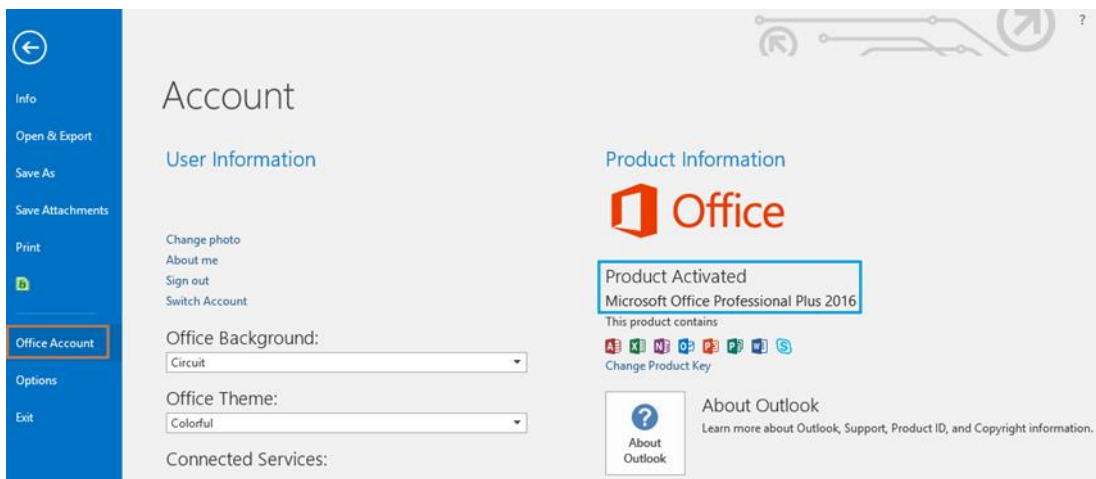 ?
Info
Open & Export
Save As
Save Attachments
Print
Office Account
Options
Exit
Account
User Information
Change photo
About me
Sign out
Switch Account
Office Background:
Circuit
Office Theme:
Colorful
Connected Services:
Product Information
Office
Product Activated
Microsoft Office Professional Plus 2016
This product contains
Change Product Key
About
Outlook
About Outlook
Learn more about Outlook, Support, Product ID, and Copyright information.